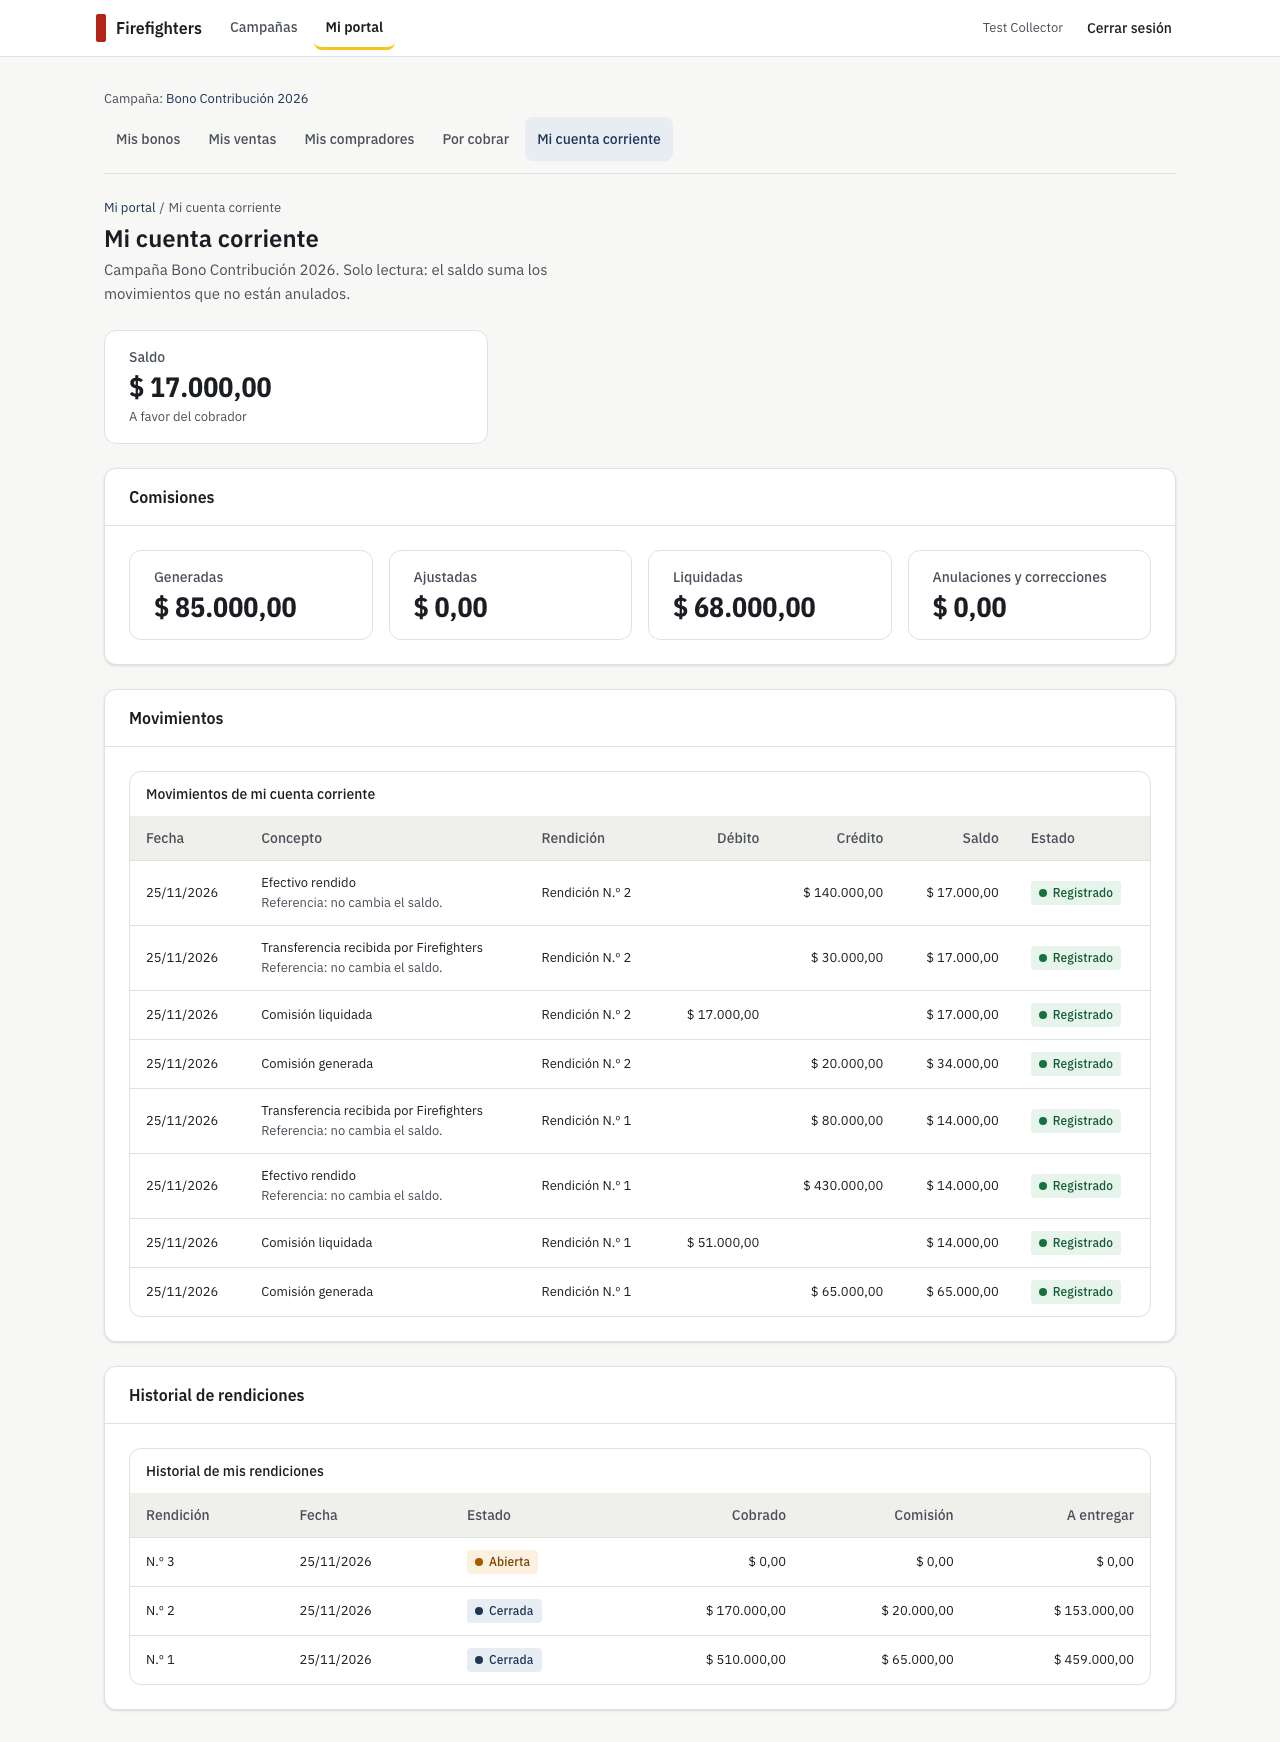 Firefighters Campañas Mi portal Test Collector Cerrar sesión
Campaña: Bono Contribución 2026
Mis bonos Mis ventas Mis compradores Por cobrar Mi cuenta corriente
Mi portal / Mi cuenta corriente
Mi cuenta corriente
Campaña Bono Contribución 2026. Solo lectura: el saldo suma los
movimientos que no están anulados.
Saldo
$ 17.000,00
A favor del cobrador
Comisiones
Generadas Ajustadas Liquidadas Anulaciones y correcciones
$ 85.000,00 $ 0,00 $ 68.000,00 $ 0,00
Movimientos
Movimientos de mi cuenta corriente
Fecha Concepto Rendición Débito Crédito Saldo Estado
25/11/2026 Efectivo rendido Rendición N.º 2 $ 140.000,00 $ 17.000,00 Registrado
Referencia: no cambia el saldo.
25/11/2026 Transferencia recibida por Firefighters Rendición N.º 2 $ 30.000,00 $ 17.000,00 Registrado
Referencia: no cambia el saldo.
25/11/2026 Comisión liquidada Rendición N.º 2 $ 17.000,00 $ 17.000,00 Registrado
25/11/2026 Comisión generada Rendición N.º 2 $ 20.000,00 $ 34.000,00 Registrado
25/11/2026 Transferencia recibida por Firefighters Rendición N.º 1 $ 80.000,00 $ 14.000,00 Registrado
Referencia: no cambia el saldo.
25/11/2026 Efectivo rendido Rendición N.º 1 $ 430.000,00 $ 14.000,00 Registrado
Referencia: no cambia el saldo.
25/11/2026 Comisión liquidada Rendición N.º 1 $ 51.000,00 $ 14.000,00 Registrado
25/11/2026 Comisión generada Rendición N.º 1 $ 65.000,00 $ 65.000,00 Registrado
Historial de rendiciones
Historial de mis rendiciones
Rendición Fecha Estado Cobrado Comisión A entregar
N.º 3 25/11/2026 Abierta $ 0,00 $ 0,00 $ 0,00
N.º 2 25/11/2026 Cerrada $ 170.000,00 $ 20.000,00 $ 153.000,00
N.º 1 25/11/2026 Cerrada $ 510.000,00 $ 65.000,00 $ 459.000,00